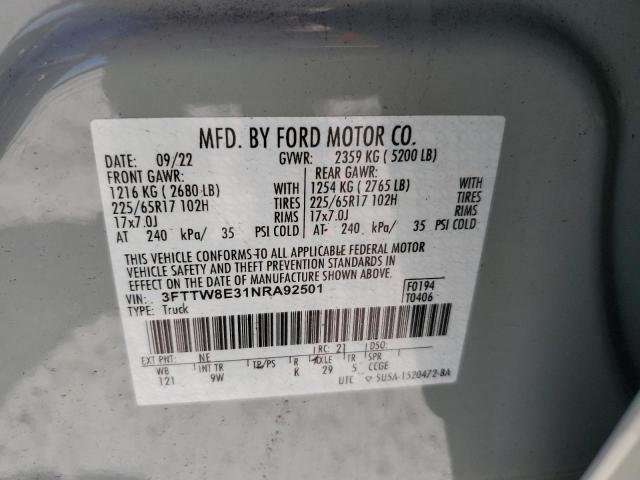 MFD. BY FORD MOTOR CO.
DATE: 09/22 GVWR: 2359 KG ( 5200 LB)
FRONT GAWR: REAR GAWR:
1216 KG ( 2680 LB) WITH 1254 KG ( 2765 LB) WITH
225/65R17 102H TIRES 225/65R17 102H TIRES
17x7.0J RIMS 17x7.0J RIMS
AT 240 kPa/ 35 PSI COLD AT 240 kPa/ 35 PSI COLD
THIS VEHICLE CONFORMS TO ALL APPLICABLE FEDERAL MOTOR
VEHICLE SAFETY AND THEFT PREVENTION STANDARDS IN
EFFECT ON THE DATE OF MANUFACTURE SHOWN ABOVE.
VIN: 3FTTW8E31NRA92501 F0194
TYPE: Truck T0406
EXT PNT: NE RC: 21 DSO:
WB INT TR TP/PS R AXLE TR SPR
121 9W K 29 5 CCGE
UTC 5U5A-1520472-BA